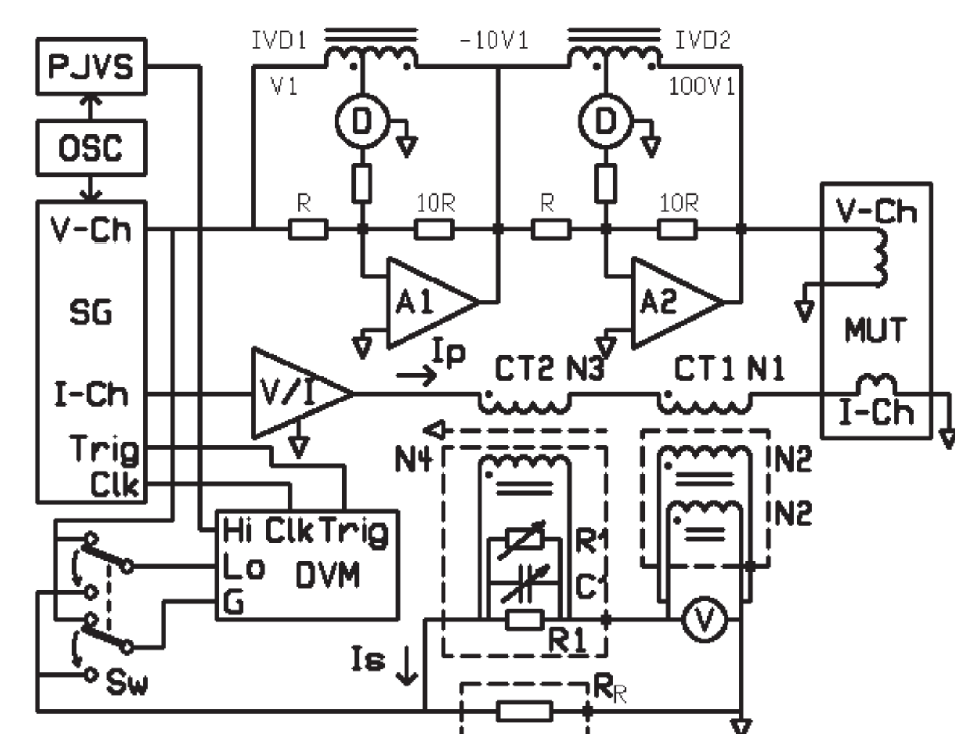 IVD1 -10V1 IVD2
PJVS
V1 100V1
D D
OSC
R 10R R 10R
V-Ch V-Ch
A1 A2
SG
MUT
Ip
CT2 N3 CT1 N1
I-Ch V/I I-Ch
Trig
Clk
N4 N2
N2
Hi Clk Trig
Lo DVM
G
R1
C1
V
R1
Is
Sw
RR